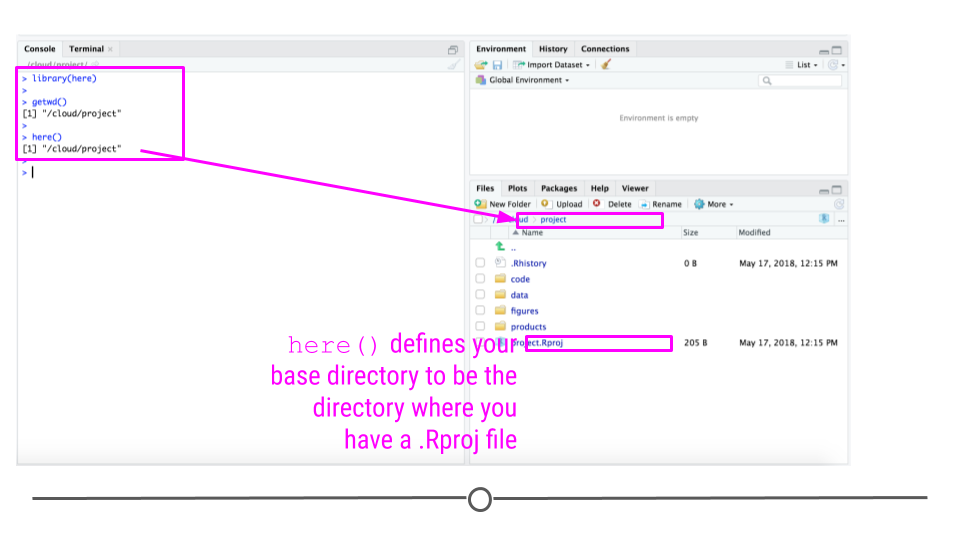 Console Terminal
/cloud/project/
> library(here)
>
> getwd()
[1] "/cloud/project"
>
> here()
[1] "/cloud/project"
>
>
Environment History Connections
Import Dataset
List
Global Environment
Environment is empty
Files Plots Packages Help Viewer
New Folder Upload Delete Rename More
project
Name Size Modified
..
.Rhistory 0 B May 17, 2018, 12:15 PM
code
data
figures
products
project.Rproj 205 B May 17, 2018, 12:15 PM
here() defines your
base directory to be the
directory where you
have a .Rproj file